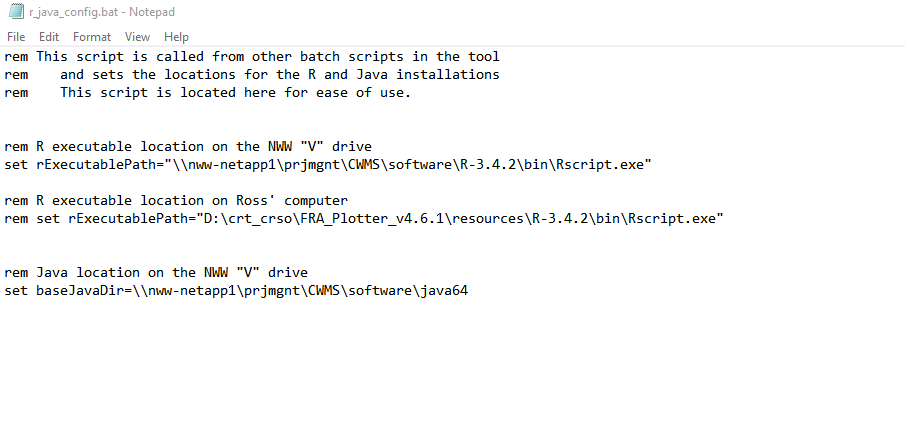 r_java_config.bat - Notepad
File Edit Format View Help
rem This script is called from other batch scripts in the tool
rem    and sets the locations for the R and Java installations
rem    This script is located here for ease of use.
rem R executable location on the NWW "V" drive
set rExecutablePath="\\nww-netapp1\prjmgnt\CWMS\software\R-3.4.2\bin\Rscript.exe"
rem R executable location on Ross' computer
rem set rExecutablePath="D:\crt_crso\FRA_Plotter_v4.6.1\resources\R-3.4.2\bin\Rscript.exe"
rem Java location on the NWW "V" drive
set baseJavaDir=\\nww-netapp1\prjmgnt\CWMS\software\java64